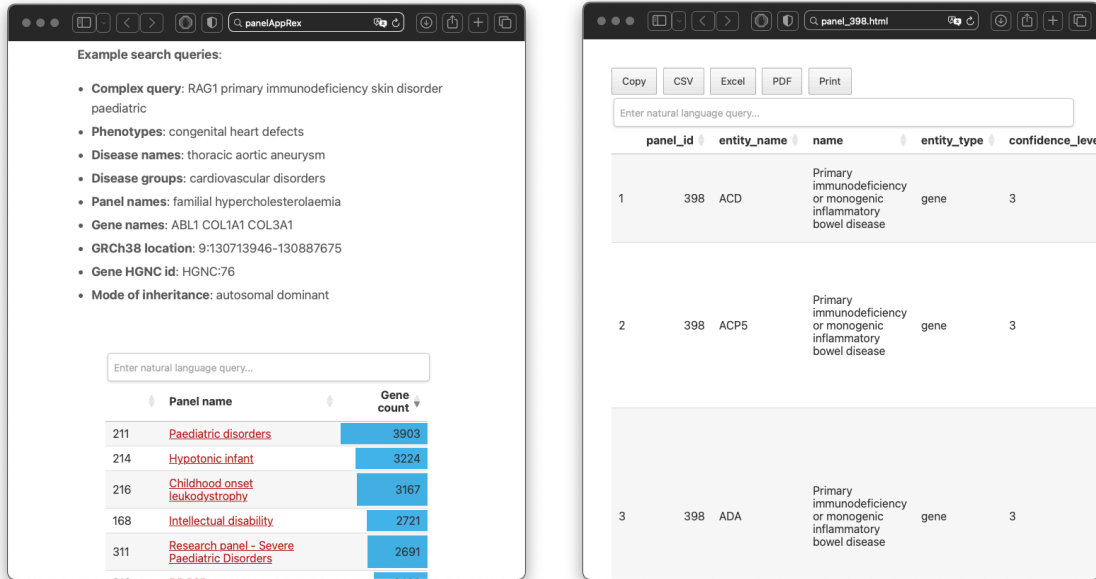 panelAppRex
Example search queries:
• Complex query: RAG1 primary immunodeficiency skin disorder
paediatric
• Phenotypes: congenital heart defects
• Disease names: thoracic aortic aneurysm
• Disease groups: cardiovascular disorders
• Panel names: familial hypercholesterolaemia
• Gene names: ABL1 COL1A1 COL3A1
• GRCh38 location: 9:130713946-130887675
• Gene HGNC id: HGNC:76
• Mode of inheritance: autosomal dominant
Enter natural language query...
Panel name Gene
count
211 Paediatric disorders 3903
214 Hypotonic infant 3224
216 Childhood onset
leukodystrophy 3167
168 Intellectual disability 2721
311 Research panel - Severe
Paediatric Disorders 2691
panel_398.html
Copy CSV Excel PDF Print
Enter natural language query...
panel_id entity_name name entity_type confidence_leve
1 398 ACD Primary
immunodeficiency
or monogenic
inflammatory
bowel disease gene 3
2 398 ACP5 Primary
immunodeficiency
or monogenic
inflammatory
bowel disease gene 3
3 398 ADA Primary
immunodeficiency
or monogenic
inflammatory
bowel disease gene 3